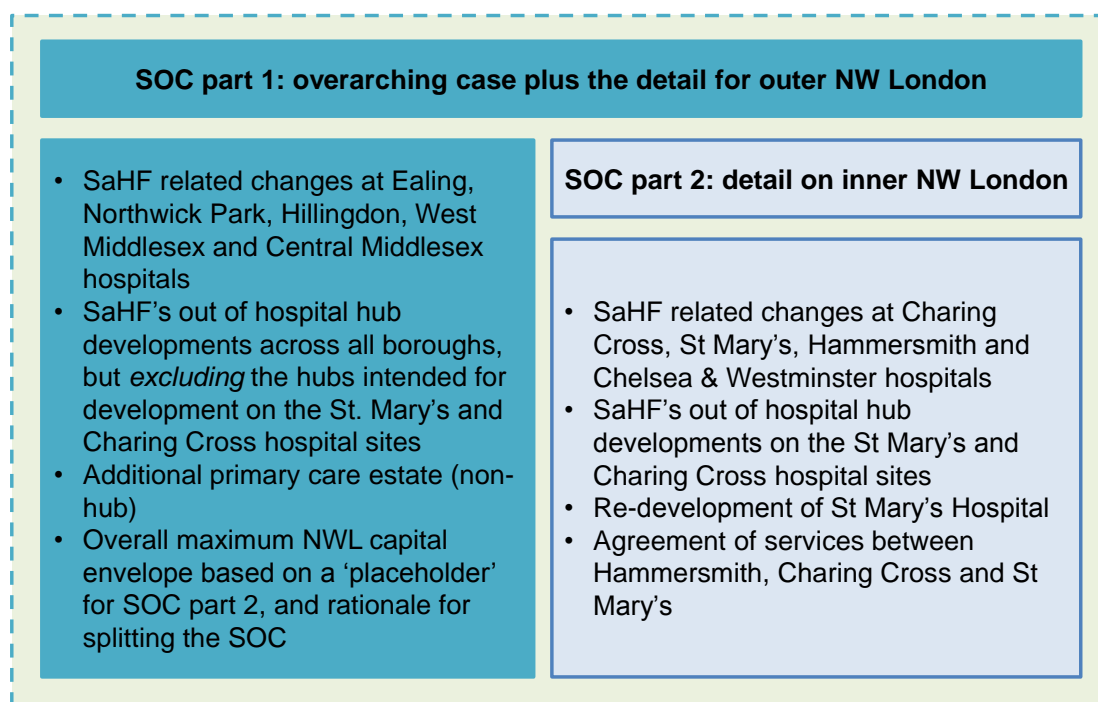 SOC part 1: overarching case plus the detail for outer NW London
• SaHF related changes at Ealing,
Northwick Park, Hillingdon, West
Middlesex and Central Middlesex
hospitals
• SaHF’s out of hospital hub
developments across all boroughs,
but excluding the hubs intended for
development on the St. Mary’s and
Charing Cross hospital sites
• Additional primary care estate (non-
hub)
• Overall maximum NWL capital
envelope based on a ‘placeholder’
for SOC part 2, and rationale for
splitting the SOC
SOC part 2: detail on inner NW London
• SaHF related changes at Charing
Cross, St Mary’s, Hammersmith and
Chelsea & Westminster hospitals
• SaHF’s out of hospital hub
developments on the St Mary’s and
Charing Cross hospital sites
• Re-development of St Mary’s Hospital
• Agreement of services between
Hammersmith, Charing Cross and St
Mary’s